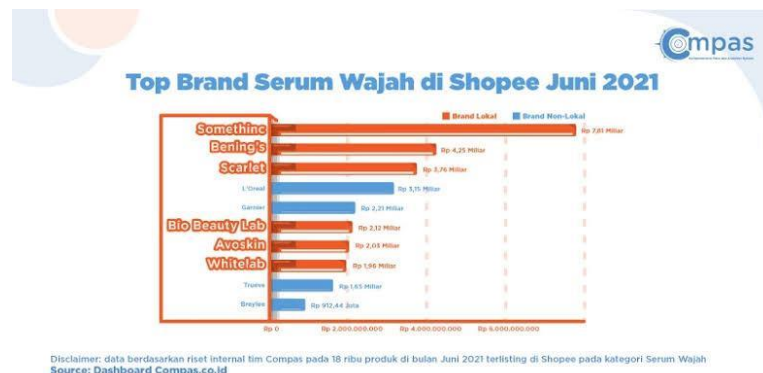 Compas
Top Brand Serum Wajah di Shopee Juni 2021
Brand Lokal Brand Non-Lokal
Somethinc Rp 7,81 Miliar
Bening's Rp 4,25 Miliar
Scarlet Rp 3,76 Miliar
L'Oreal Rp 3,15 Miliar
Garnier Rp 2,21 Miliar
Bio Beauty Lab Rp 2,12 Miliar
Avoskin Rp 2,03 Miliar
Whitelab Rp 1,96 Miliar
Trueve Rp 1,65 Miliar
Breylee Rp 912,44 Juta
Rp 0 Rp 2.000.000.000 Rp 4.000.000.000 Rp 6.000.000.000
Disclaimer: data berdasarkan riset internal tim Compas pada 18 ribu produk di bulan Juni 2021 terlisting di Shopee pada kategori Serum Wajah
Source: Dashboard Compas.co.id